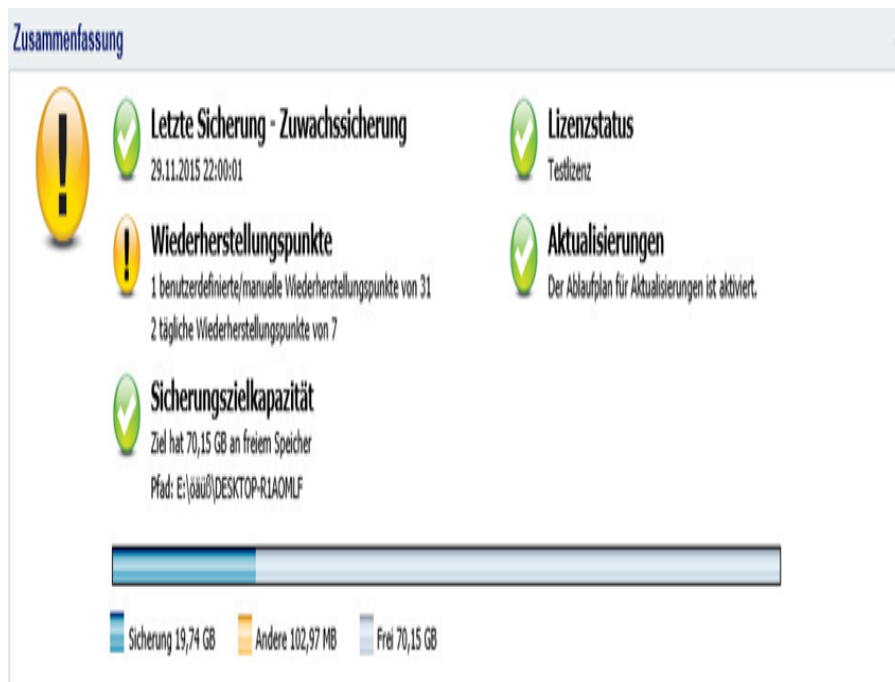 Zusammenfassung
Letzte Sicherung - Zuwachssicherung
29.11.2015 22:00:01
Wiederherstellungspunkte
1 benutzerdefinierte/manuelle Wiederherstellungspunkte von 31
2 tägliche Wiederherstellungspunkte von 7
Sicherungszielkapazität
Ziel hat 70,15 GB an freiem Speicher
Pfad: E:\öäüß\DESKTOP-R1AOMLF
Lizenzstatus
Testlizenz
Aktualisierungen
Der Ablaufplan für Aktualisierungen ist aktiviert.
Sicherung 19,74 GB
Andere 102,97 MB
Frei 70,15 GB